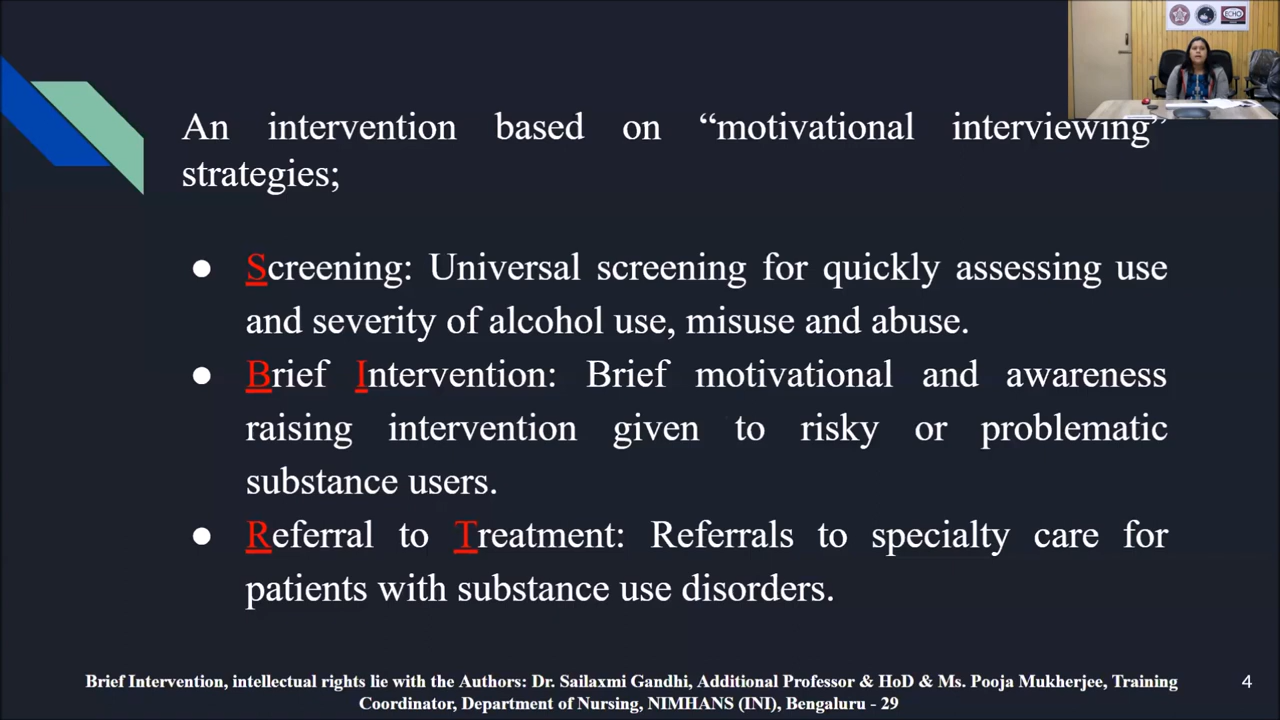 An intervention based on “motivational interviewing”
strategies;
● Screening: Universal screening for quickly assessing use
and severity of alcohol use, misuse and abuse.
● Brief Intervention: Brief motivational and awareness
raising intervention given to risky or problematic
substance users.
● Referral to Treatment: Referrals to specialty care for
patients with substance use disorders.
Brief Intervention, intellectual rights lie with the Authors: Dr. Sailaxmi Gandhi, Additional Professor & HoD & Ms. Pooja Mukherjee, Training
Coordinator, Department of Nursing, NIMHANS (INI), Bengaluru - 29
4